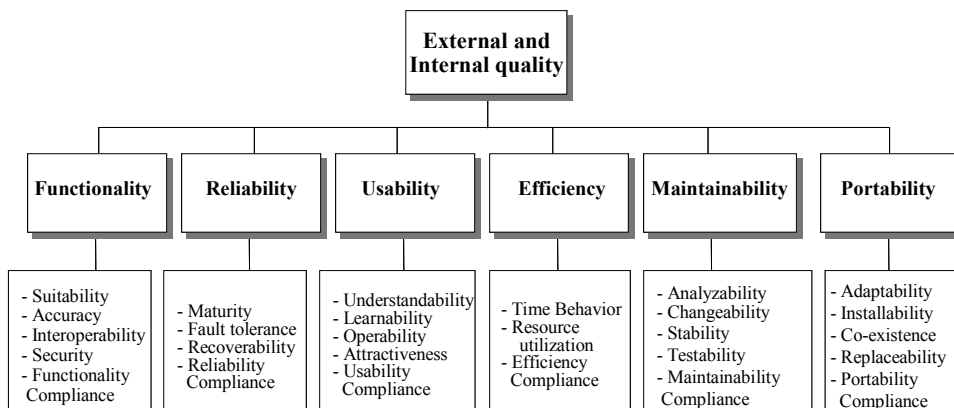 External and
Internal quality
Functionality
Reliability
Usability
Efficiency
Maintainability
Portability
- Suitability
- Accuracy
- Interoperability
- Security
- Functionality
Compliance
- Maturity
- Fault tolerance
- Recoverability
- Reliability
Compliance
- Understandability
- Learnability
- Operability
- Attractiveness
- Usability
Compliance
- Time Behavior
- Resource
utilization
- Efficiency
Compliance
- Analyzability
- Changeability
- Stability
- Testability
- Maintainability
Compliance
- Adaptability
- Installability
- Co-existence
- Replaceability
- Portability
Compliance